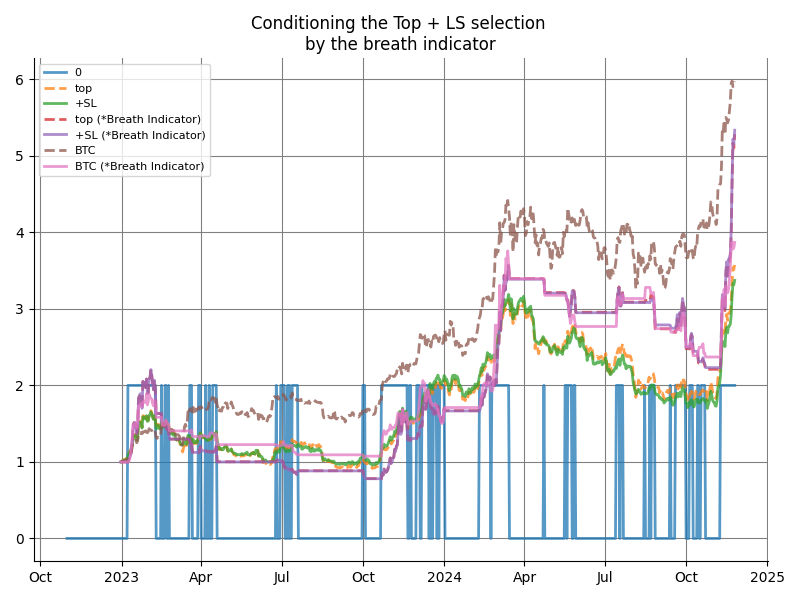 Conditioning the Top + LS selection
by the breath indicator
0
top
+SL
top (*Breath Indicator)
+SL (*Breath Indicator)
BTC
BTC (*Breath Indicator)
6
5
4
3
2
1
0
Oct 2023 Apr Jul Oct 2024 Apr Jul Oct 2025